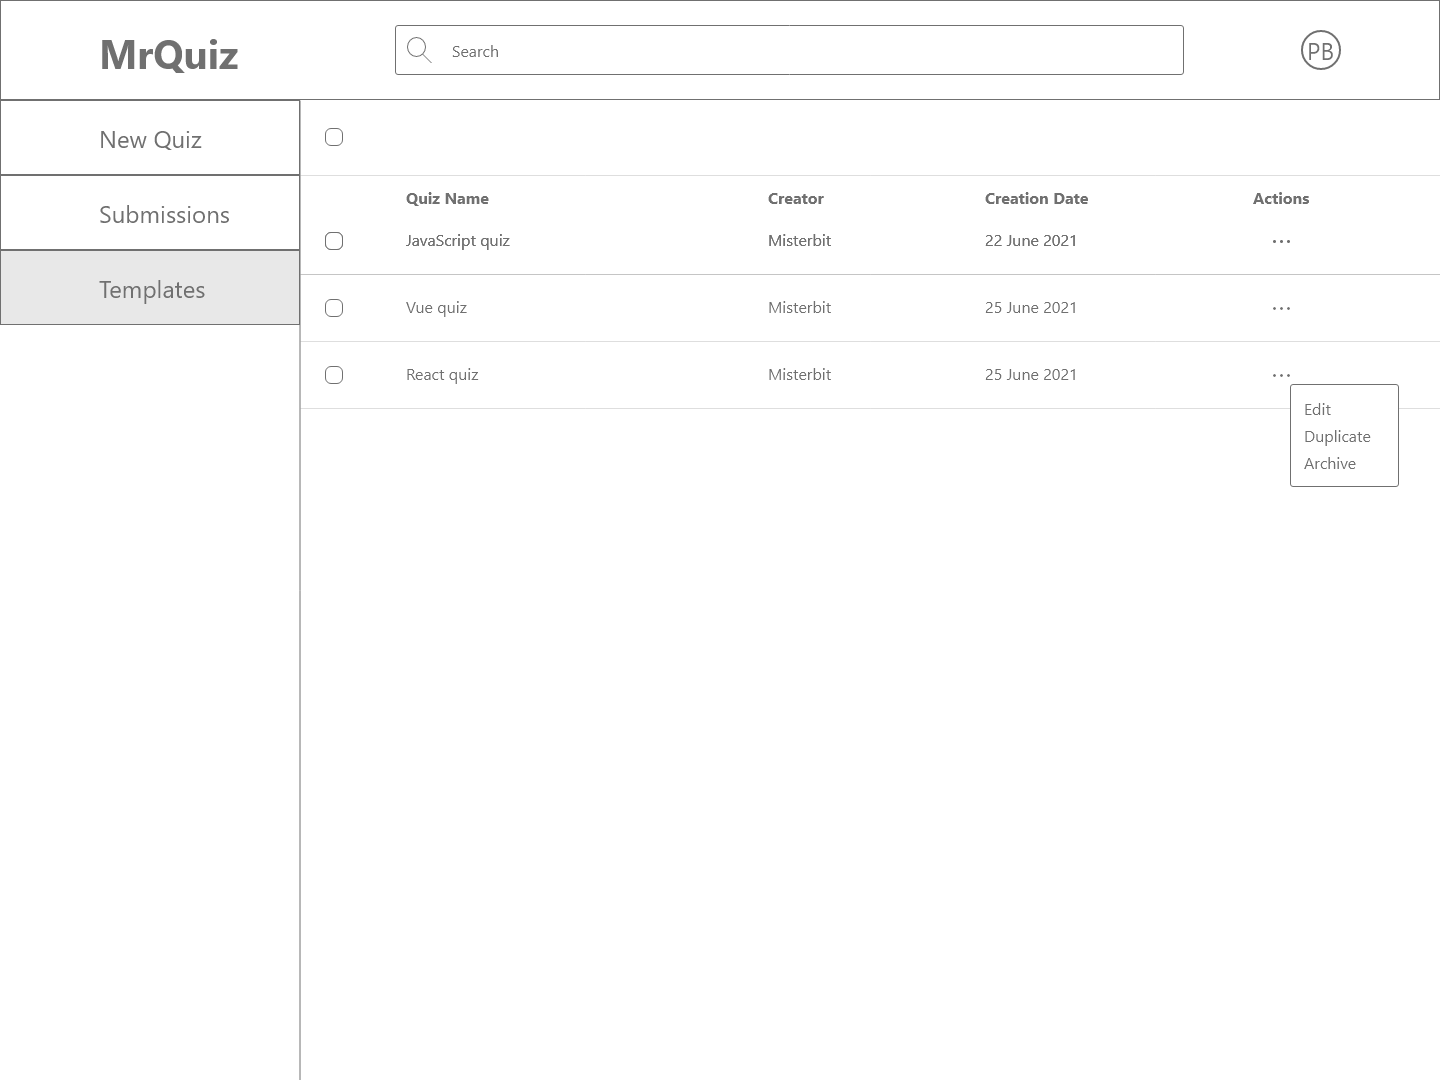 MrQuiz
Search
PB
New Quiz
Submissions
Templates
Quiz Name Creator Creation Date Actions
JavaScript quiz Misterbit 22 June 2021 ...
Vue quiz Misterbit 25 June 2021 ...
React quiz Misterbit 25 June 2021 ...
Edit
Duplicate
Archive